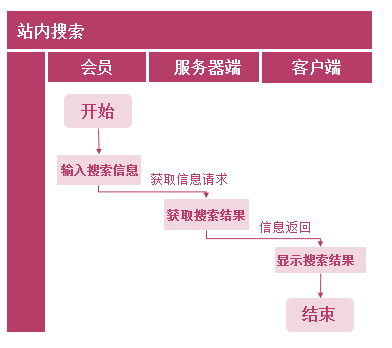 站内搜索
会员
服务器端
客户端
开始
输入搜索信息
获取信息请求
获取搜索结果
信息返回
显示搜索结果
结束